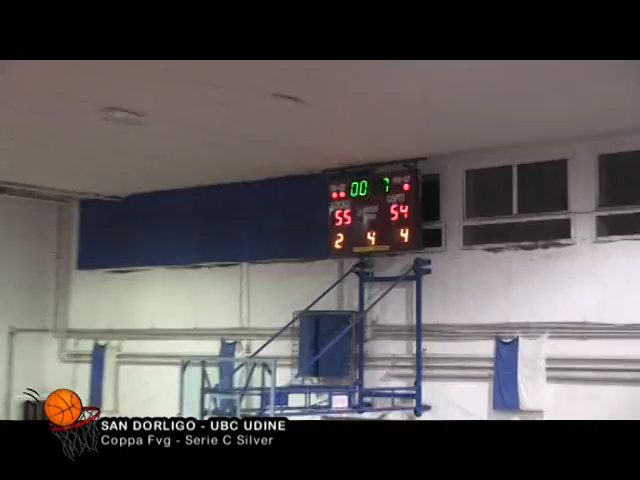 00 7
LOCALI OSPITI
55 54
2 4 4
SAN DORLIGO - UBC UDINE
Coppa Fvg - Serie C Silver